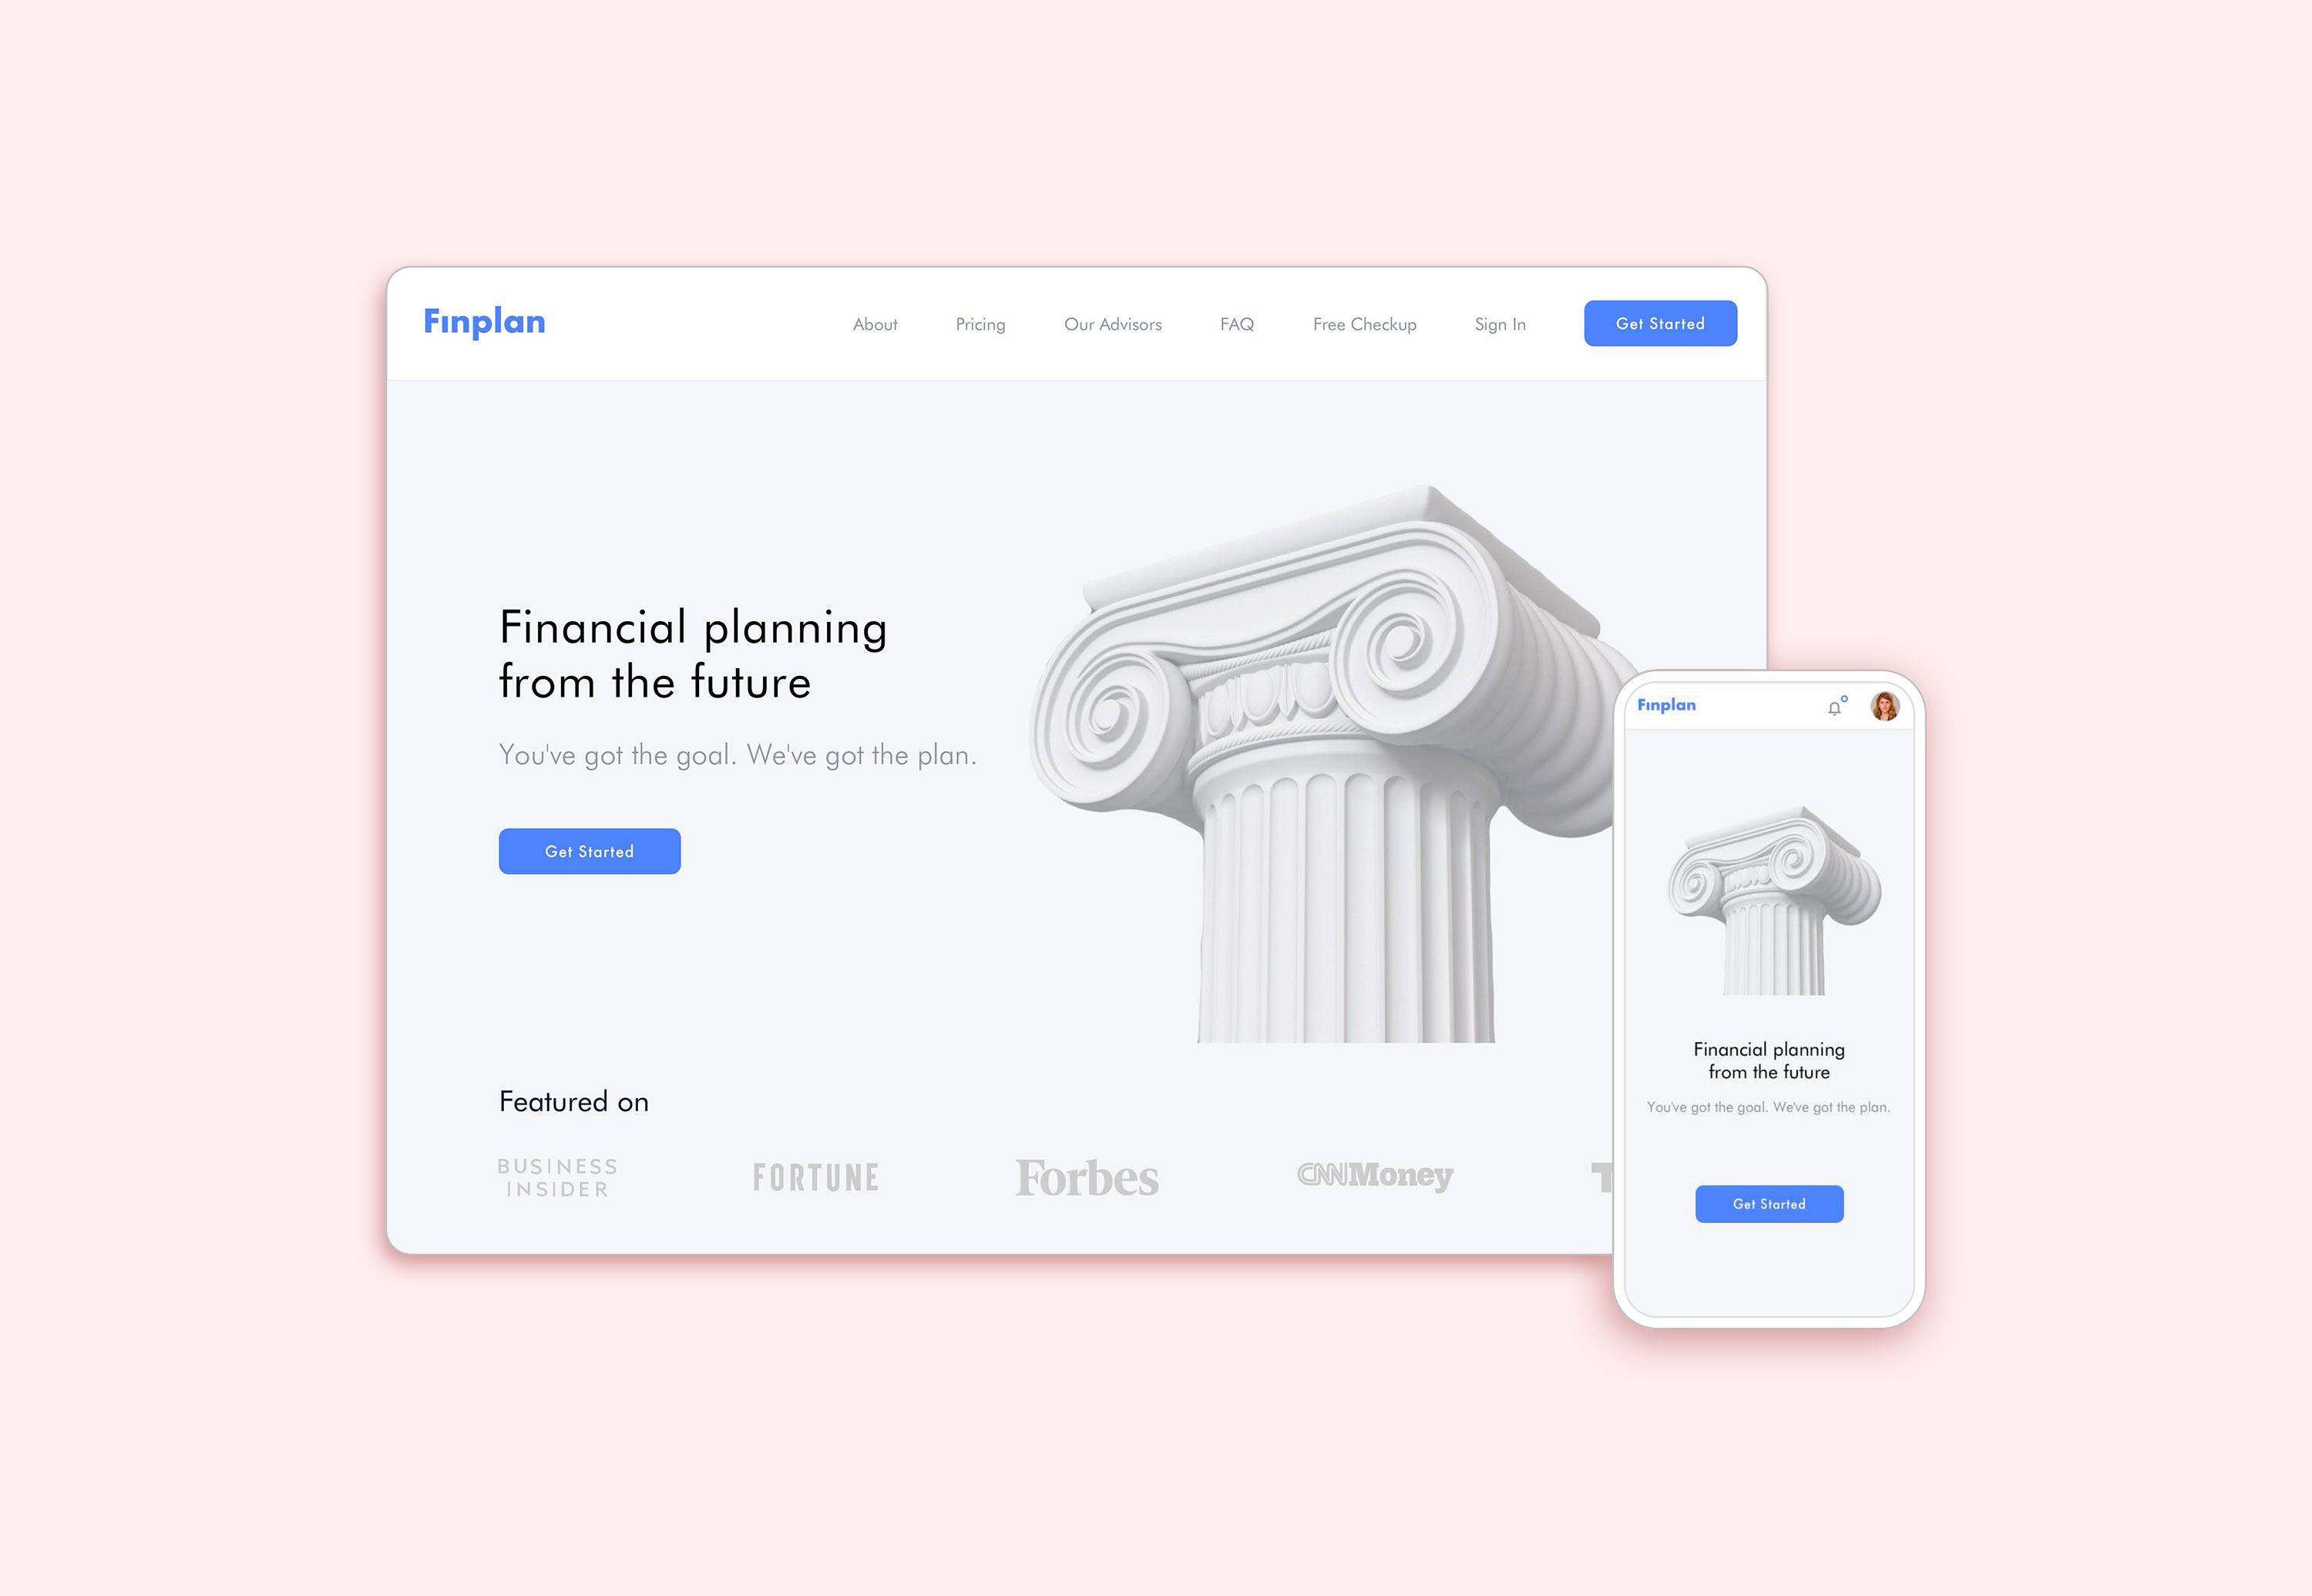 Finplan
About
Pricing
Our Advisors
FAQ
Free Checkup
Sign In
Get Started
Financial planning
from the future
You've got the goal. We've got the plan.
Get Started
Featured on
BUSINESS
INSIDER
FORTUNE
Forbes
CNNMoney
Finplan
Financial planning
from the future
You've got the goal. We've got the plan.
Get Started